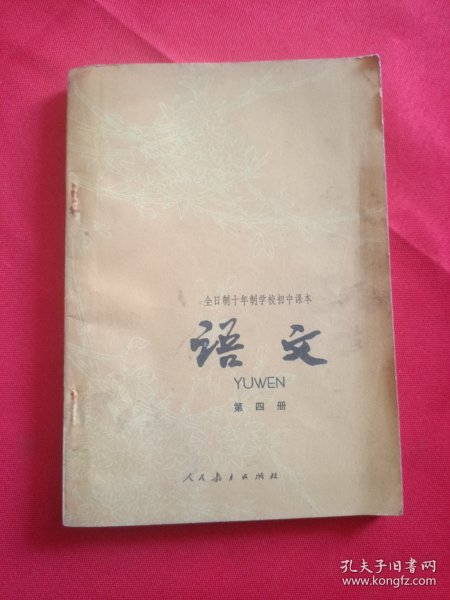 全日制十年制学校初中课本
语文
YUWEN
第四册
人民教育出版社
孔夫子旧书网
www.kongfz.com